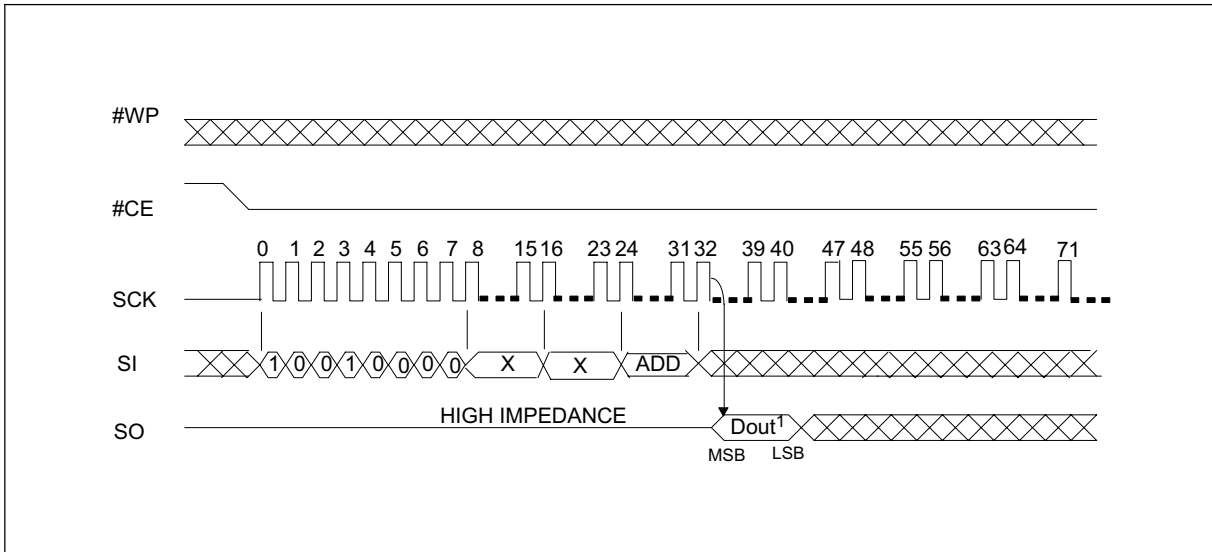 #WP
#CE
0 1 2 3 4 5 6 7 8 15 16 23 24 31 32 39 40 47 48 55 56 63 64 71
SCK
SI 1 0 0 1 0 0 0 0 X X ADD
HIGH IMPEDANCE
SO Dout1
MSB LSB